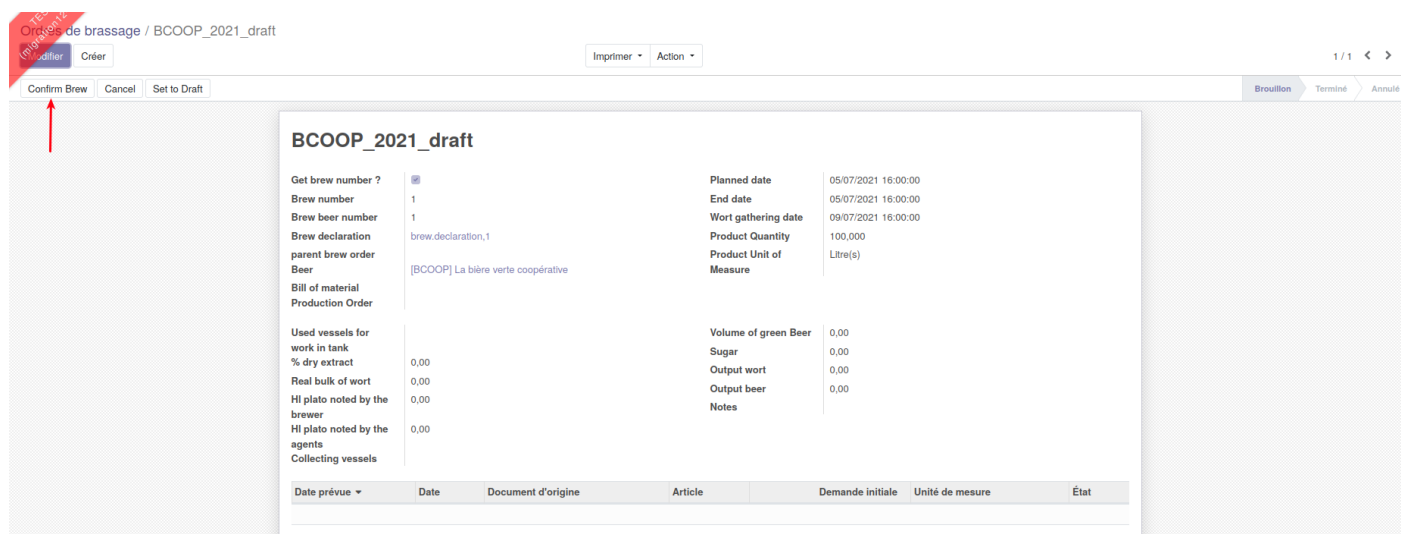 TES
(migration12
Ordres de brassage / BCOOP_2021_draft
Modifier Créer Imprimer Action 1 / 1
Confirm Brew Cancel Set to Draft Brouillon Terminé Annulé
BCOOP_2021_draft
Get brew number ? Planned date 05/07/2021 16:00:00
Brew number 1 End date 05/07/2021 16:00:00
Brew beer number 1 Wort gathering date 09/07/2021 16:00:00
Brew declaration brew.declaration,1 Product Quantity 100,000
parent brew order Product Unit of Litre(s)
Beer [BCOOP] La bière verte coopérative Measure
Bill of material
Production Order
Used vessels for Volume of green Beer 0,00
work in tank Sugar 0,00
% dry extract 0,00
Output wort 0,00
Real bulk of wort 0,00
Output beer 0,00
Hl plato noted by the 0,00
brewer Notes
Hl plato noted by the 0,00
agents
Collecting vessels
Date prévue Date Document d'origine Article Demande initiale Unité de mesure État